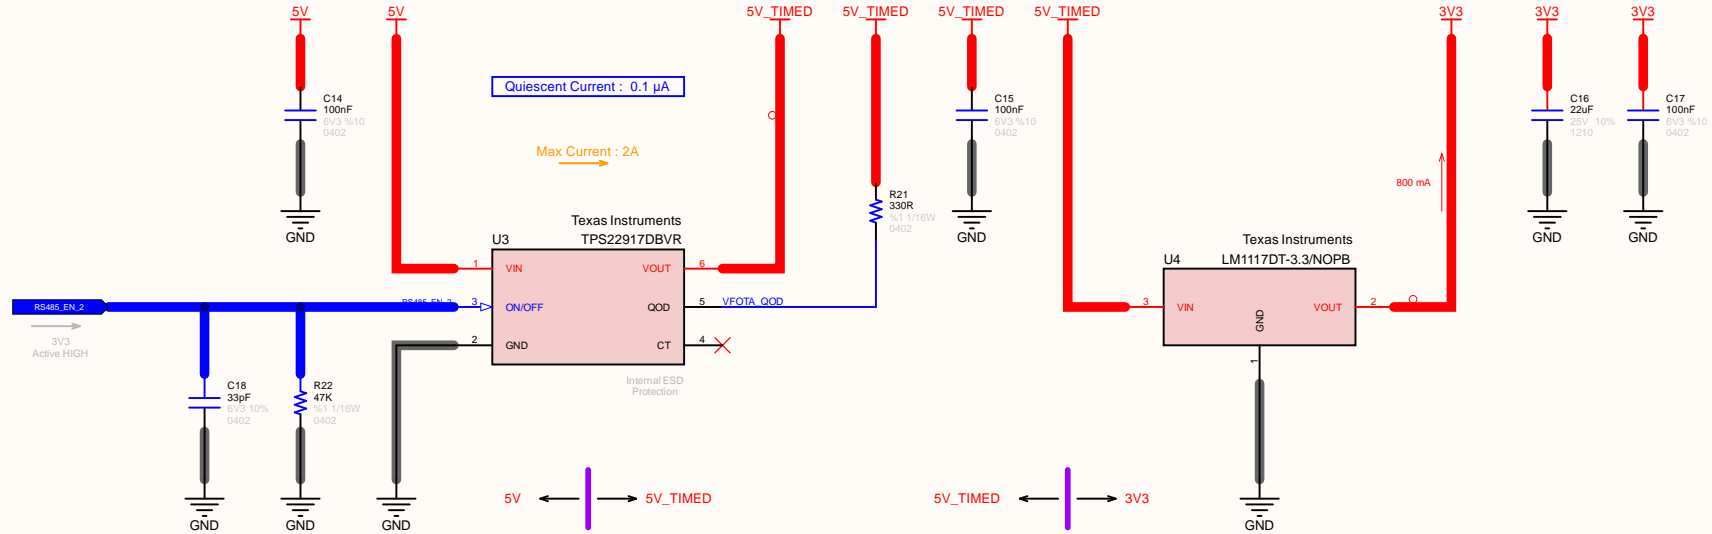 5V
5V
5V_TIMED
5V_TIMED
5V_TIMED
5V_TIMED
3V3
3V3
3V3
Quiescent Current : 0.1 µA
Max Current : 2A
C14
100nF
6V3 %10
0402
GND
C15
100nF
6V3 %10
0402
GND
C16
22uF
25V 10%
1210
GND
C17
100nF
6V3 %10
0402
GND
R21
330R
%1 1/16W
0402
800 mA
Texas Instruments
U3
TPS22917DBVR
1
VIN
VOUT
6
RS485_EN_2
3
ON/OFF
QOD
5
VFOTA_QOD
2
GND
CT
4
Internal ESD
Protection
Texas Instruments
U4
LM1117DT-3.3/NOPB
3
VIN
VOUT
2
GND
1
GND
RS485_EN_2
3V3
Active HIGH
C18
33pF
6V3 10%
0402
GND
R22
47K
%1 1/16W
0402
GND
GND
5V
5V_TIMED
5V_TIMED
3V3